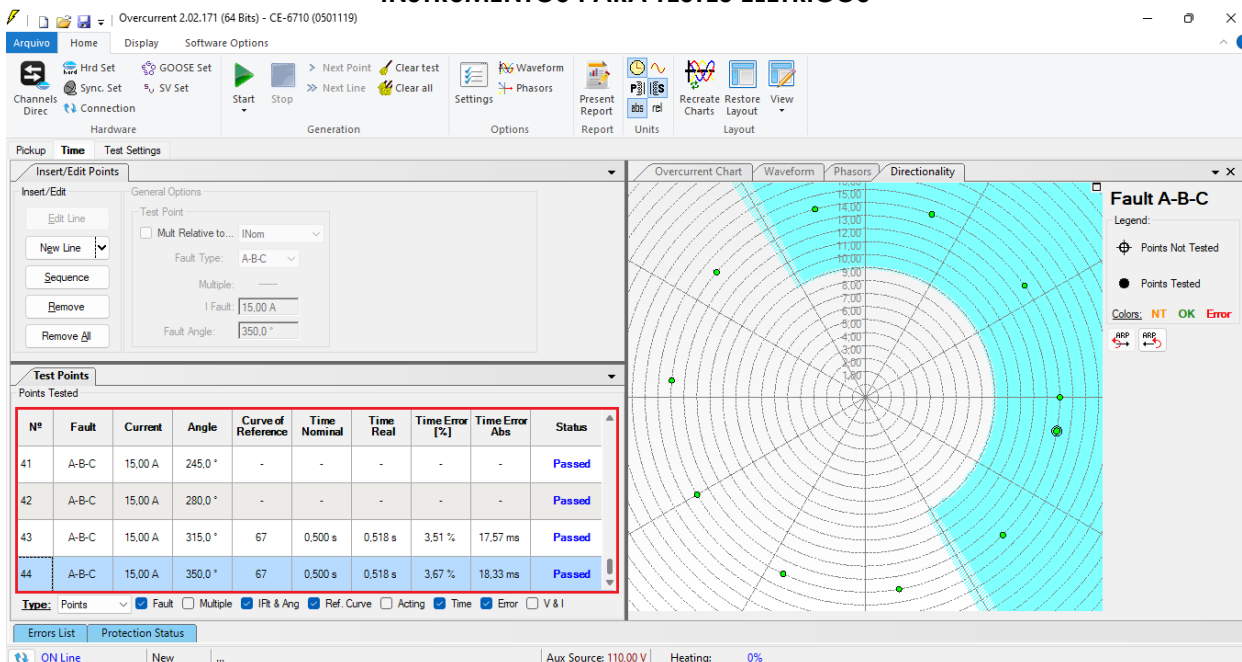 INSTRUMENTOS PARA TESTES ELÉTRICOS
Overcurrent 2.02.171 (64 Bits) - CE-6710 (0501119)
Arquivo Home Display Software Options
Channels Direc
Hrd Set
Sync. Set
Connection
GOOSE Set
SV Set
Hardware
Start
Stop
Next Point
Next Line
Clear test
Clear all
Generation
Settings
Waveform
Phasors
Options
Present Report
Report
abs rel
Units
Recreate Charts
Restore Layout
View
Layout
Pickup Time Test Settings
Insert/Edit Points
Insert/Edit
Edit Line
New Line
Sequence
Remove
Remove All
General Options
Test Point
Mult Relative to... INom
Fault Type: A-B-C
Multiple: -----
I Fault: 15,00 A
Fault Angle: 350,0 °
Test Points
Points Tested
Nº Fault Current Angle Curve of Reference Time Nominal Time Real Time Error [%] Time Error Abs Status
41 A-B-C 15,00 A 245,0 ° - - - - - Passed
42 A-B-C 15,00 A 280,0 ° - - - - - Passed
43 A-B-C 15,00 A 315,0 ° 67 0,500 s 0,518 s 3,51 % 17,57 ms Passed
44 A-B-C 15,00 A 350,0 ° 67 0,500 s 0,518 s 3,67 % 18,33 ms Passed
Type: Points Fault Multiple IFlt & Ang Ref. Curve Acting Time Error V & I
Overcurrent Chart Waveform Phasors Directionality
15,00
14,00
13,00
12,00
11,00
10,00
9,00
8,00
7,00
6,00
5,00
4,00
3,00
2,00
1,00
Fault A-B-C
Legend:
Points Not Tested
Points Tested
Colors: NT OK Error
ARP ARP
Errors List Protection Status
ON Line New ... Aux Source: 110.00 V Heating: 0%